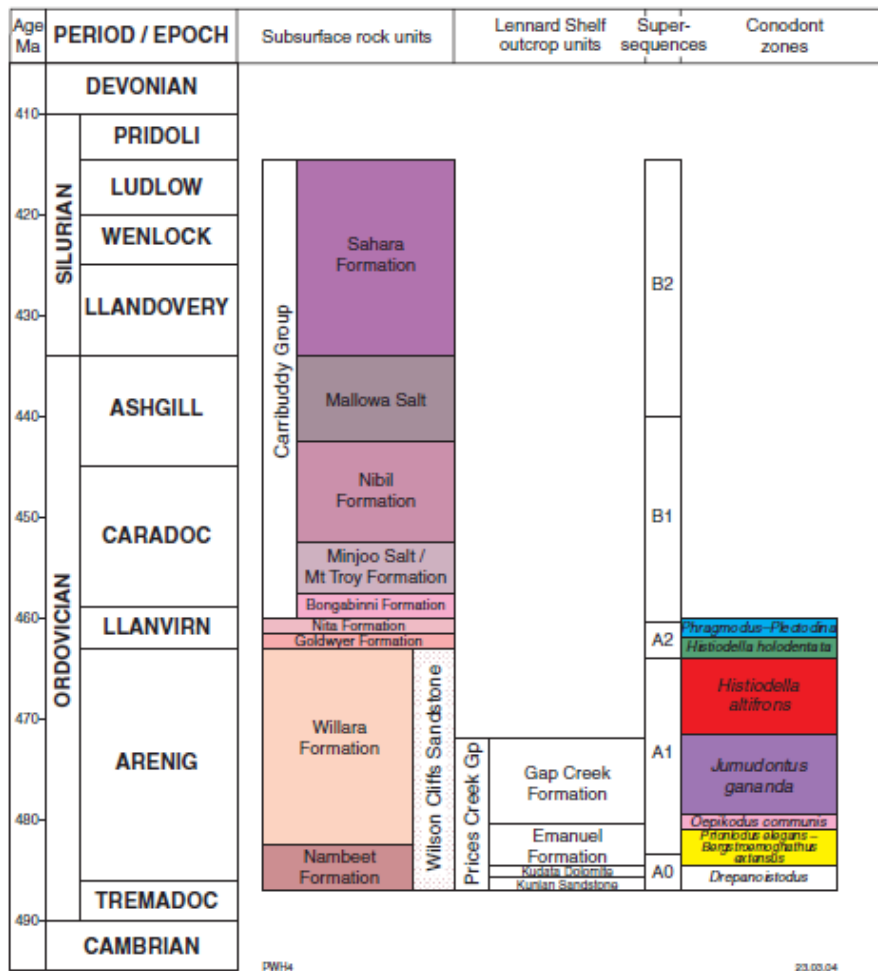 Age Ma
PERIOD / EPOCH
Subsurface rock units
Lennard Shelf
outcrop units
Super-
sequences
Conodont
zones
DEVONIAN
410
PRIDOLI
LUDLOW
420
WENLOCK
SILURIAN
LLANDOVERY
430
ASHGILL
440
450
CARADOC
460
LLANVIRN
ORDOVICIAN
470
ARENIG
480
TREMADOC
490
CAMBRIAN
Carribuddy Group
Sahara
Formation
Mallowa Salt
Nibil
Formation
Minjoo Salt /
Mt Troy Formation
Bongabinni Formation
Nita Formation
Goldwyer Formation
Willara
Formation
Wilson Cliffs Sandstone
Nambeet
Formation
Prices Creek Gp
Gap Creek
Formation
Emanuel
Formation
Kudata Dolomite
Kunian Sandstone
B2
B1
A2
A1
A0
Phragmodus–Plectodina
Histiodella holodentata
Histiodella
altifrons
Jumudontus
gananda
Oepikodus communis
Prioniodus elegans –
Drepanoistodus
PWH4
23.03.04